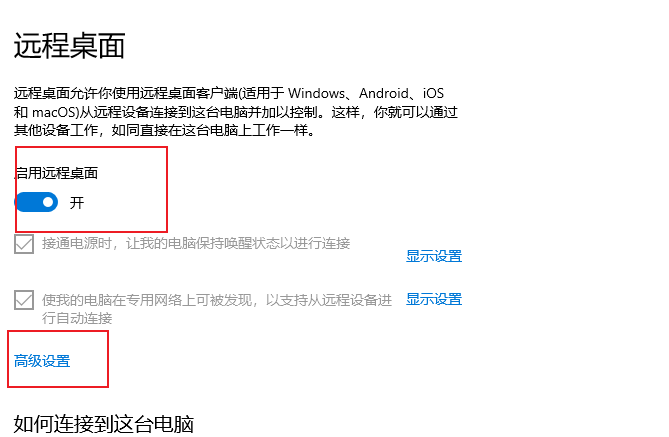 远程桌面
远程桌面允许你使用远程桌面客户端(适用于 Windows、Android、iOS
和 macOS)从远程设备连接到这台电脑并加以控制。这样，你就可以通过
其他设备工作，如同直接在这台电脑上工作一样。
启用远程桌面
开
接通电源时，让我的电脑保持唤醒状态以进行连接
显示设置
使我的电脑在专用网络上可被发现，以支持从远程设备进
行自动连接
显示设置
高级设置
如何连接到这台电脑